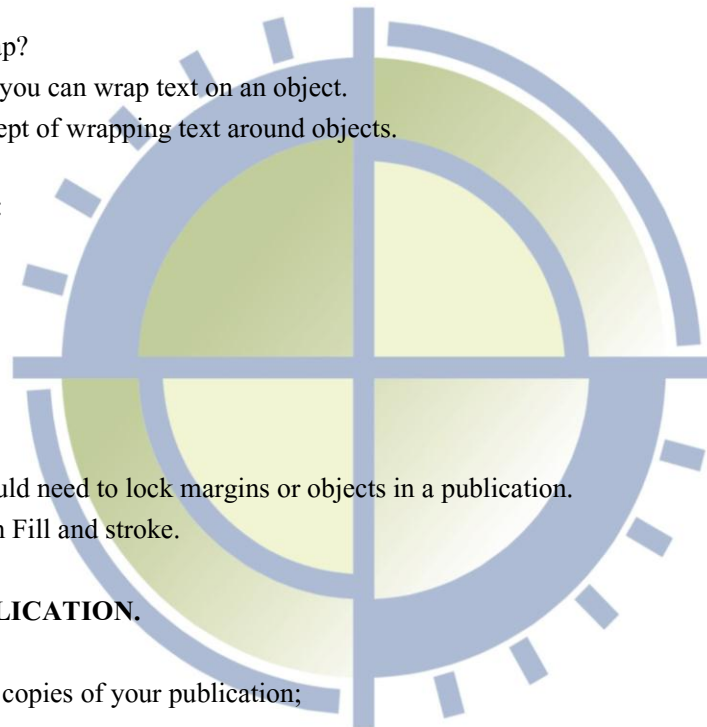 ap?
you can wrap text on an object.
ept of wrapping text around objects.
:
uld need to lock margins or objects in a publication.
n Fill and stroke.
LICATION.
copies of your publication;